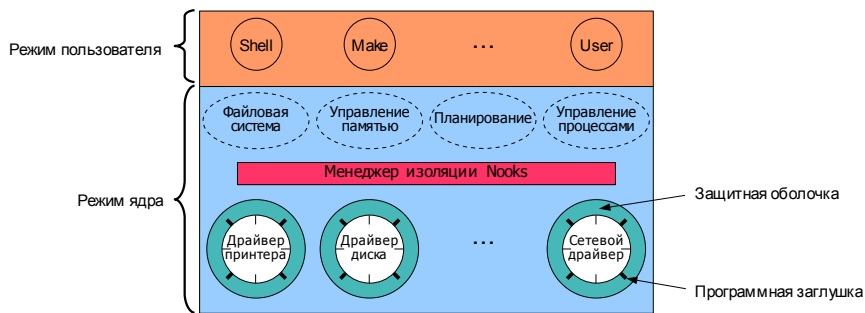 Режим пользователя
Shell
Make
...
User
Файловая
система
Управление
памятью
Планирование
Управление
процессами
Менеджер изоляции Nooks
Режим ядра
Защитная оболочка
Драйвер
принтера
Драйвер
диска
...
Сетевой
драйвер
Программная заглушка